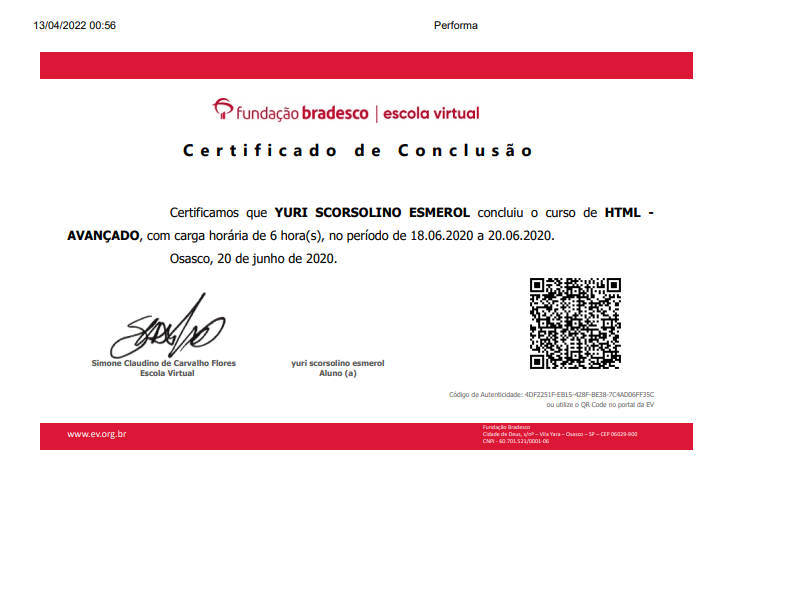 13/04/2022 00:56
Performa
fundação bradesco | escola virtual
Certificado de Conclusão
Certificamos que YURI SCORSOLINO ESMEROL concluiu o curso de HTML -
AVANÇADO, com carga horária de 6 hora(s), no período de 18.06.2020 a 20.06.2020.
Osasco, 20 de junho de 2020.
Simone Claudino de Carvalho Flores
Escola Virtual
yuri scorsolino esmerol
Aluno (a)
Código de Autenticidade: 4DF2251F-EB15-428F-BE38-7C4AD06FF35C
ou utilize o QR Code no portal da EV
www.ev.org.br
Fundação Bradesco
Cidade de Deus, s/nº – Vila Yara – Osasco – SP – CEP 06029-900
CNPJ - 60.701.521/0001-06